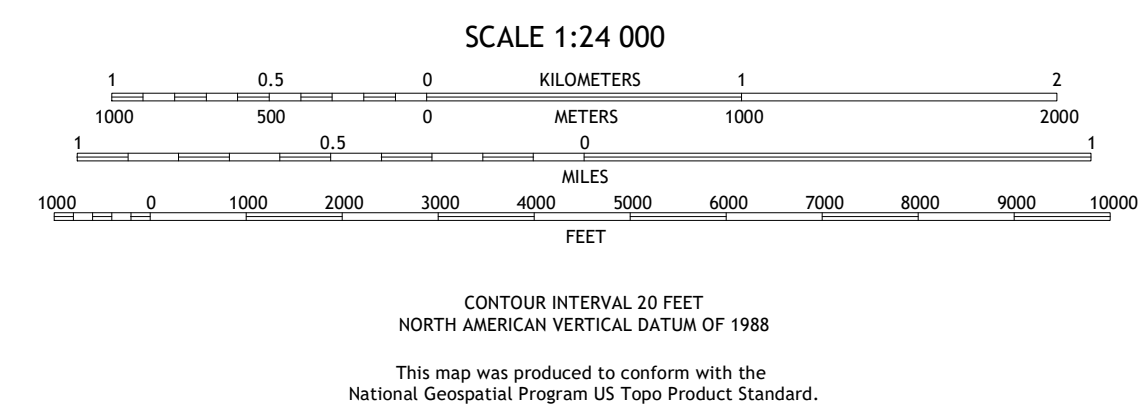 SCALE 1:24 000
1 0.5 0 KILOMETERS 1 2
1000 500 0 METERS 1000 2000
1 0.5 0 1
MILES
1000 0 1000 2000 3000 4000 5000 6000 7000 8000 9000 10000
FEET
CONTOUR INTERVAL 20 FEET
NORTH AMERICAN VERTICAL DATUM OF 1988
This map was produced to conform with the
National Geospatial Program US Topo Product Standard.